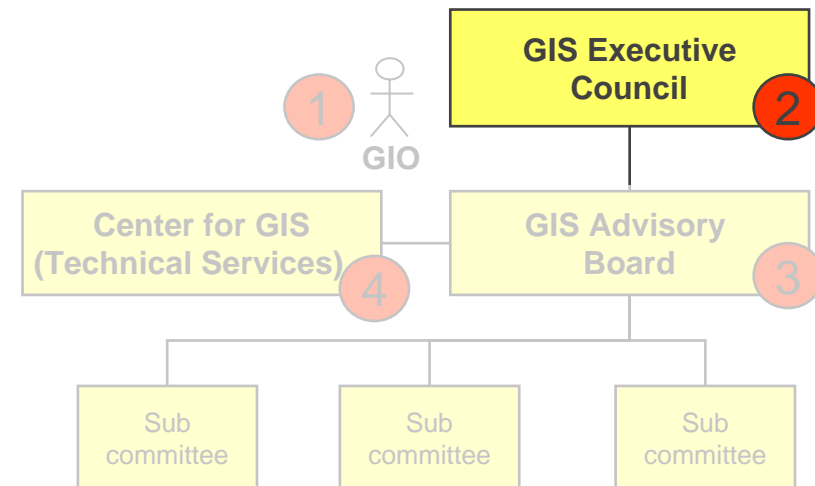 GIS Executive
Council
2
1
GIO
Center for GIS
(Technical Services)
4
GIS Advisory
Board
3
Sub
committee
Sub
committee
Sub
committee